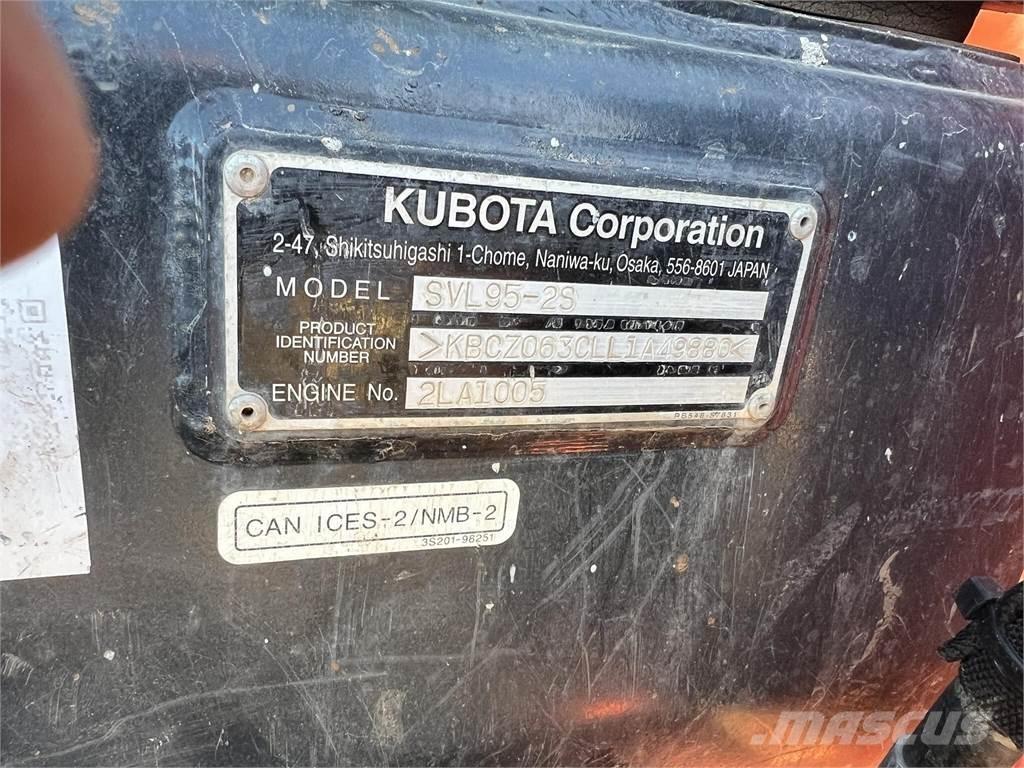 KUBOTA Corporation
2-47, Shikitsuhigashi 1-Chome, Naniwa-ku, Osaka, 556-8601 JAPAN
MODEL SVL95-2S
PRODUCT
IDENTIFICATION
NUMBER
>KBCZ063CLL1A49880<
ENGINE No. 2LA1005
CAN ICES-2/NMB-2
3S201-96251
MASCUS